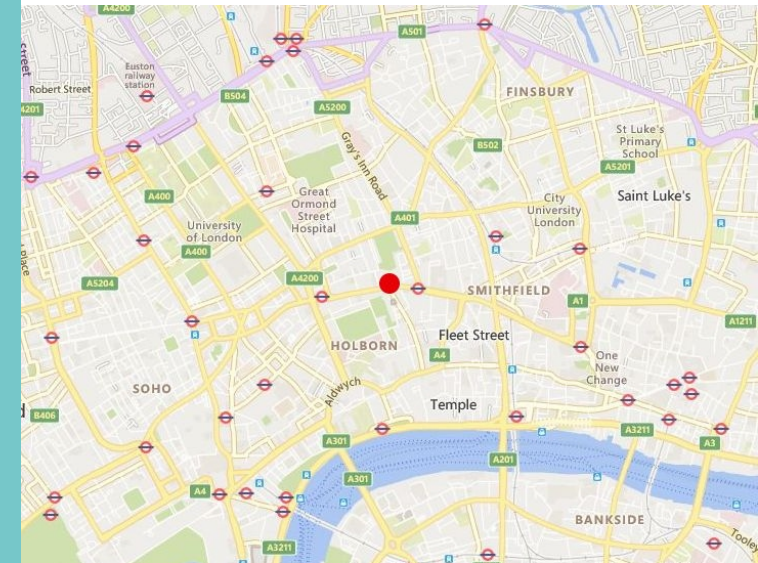 A4200
A501
Street
Euston
railway
station
Robert Street
4201
B504
A5200
FINSBURY
Gray's Inn Road
B502
St Luke's
Primary
School
A5201
A400
Great
Ormond
Street
Hospital
A401
City
University
London
Saint Luke's
University
of London
A400
Place
A5204
A4200
SMITHFIELD
A1
A1211
HOLBORN
Fleet Street
A4
One
New
Change
SOHO
Aldwych
Temple
B406
A301
A3211
A3
A201
A301
A4
BANKSIDE
A3211
Tooley